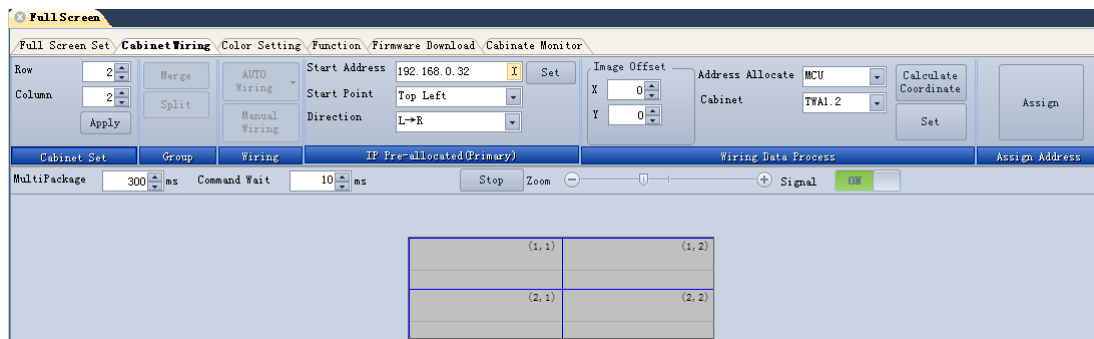 Full Screen
Full Screen Set Cabinet Wiring Color Setting Function Firmware Download Cabinate Monitor
Row 2 Merge AUTO Wiring Start Address 192.168.0.32 Set Image Offset Address Allocate MCU Calculate Coordinate Assign
Column 2 Split Start Point Top Left X 0 Cabinet TWA1.2
Apply Manual Wiring Direction L→R Y 0 Set
Cabinet Set Group Wiring IP Pre-allocated(Primary) Wiring Data Process Assign Address
MultiPackage 300 ms Command Wait 10 ms Stop Zoom Signal ON
(1, 1) (1, 2)
(2, 1) (2, 2)